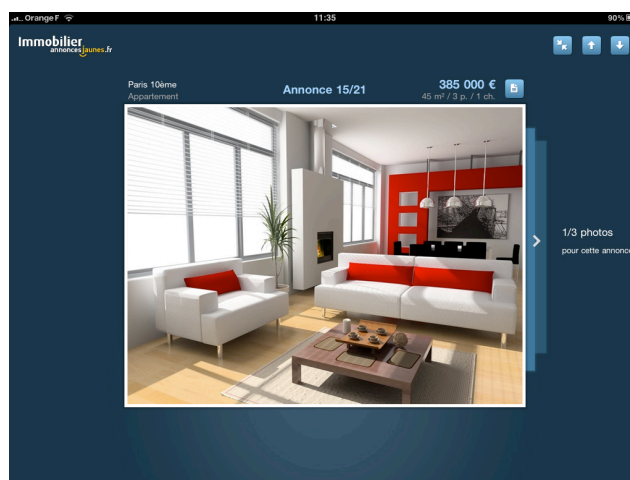 Orange F
11:35
90%
Immobilier
annoncesjaunes.fr
Paris 10ème
Appartement
Annonce 15/21
385 000 €
45 m² / 3 p. / 1 ch.
1/3 photos
pour cette annonce